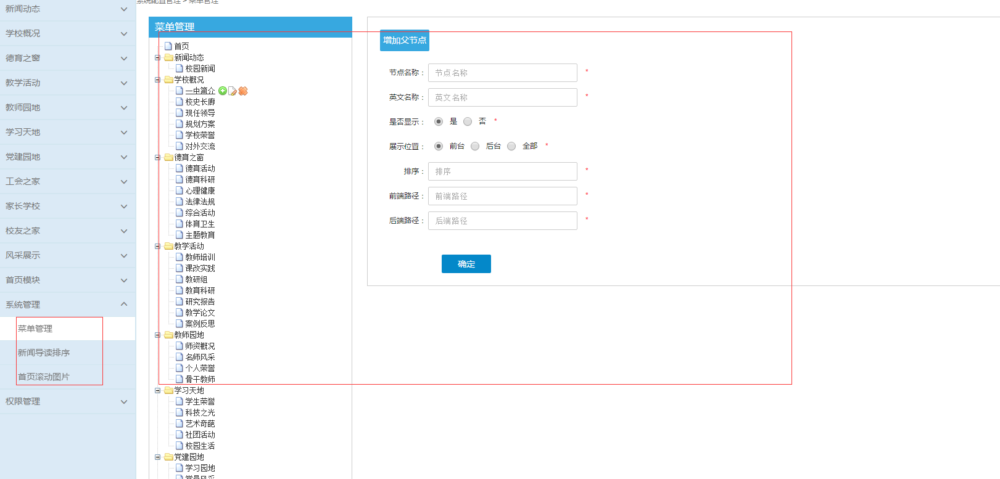 系统配置管理 > 菜单管理
新闻动态
学校概况
德育之窗
教学活动
教师园地
学习天地
党建园地
工会之家
家长学校
校友之家
风采展示
首页模块
系统管理
菜单管理
新闻导读排序
首页滚动图片
权限管理
菜单管理
首页
新闻动态
校园新闻
学校概况
一中简介
校史长廊
现任领导
规划方案
学校荣誉
对外交流
德育之窗
德育活动
德育科研
心理健康
法律法规
综合活动
体育卫生
主题教育
教学活动
教师培训
课改实践
教研组
教育科研
研究报告
教学论文
案例反思
教师园地
师资概况
名师风采
个人荣誉
骨干教师
学习天地
学生荣誉
科技之光
艺术奇葩
社团活动
校园生活
党建园地
学习园地
党员风采
增加父节点
节点名称： 节点名称 *
英文名称： 英文名称 *
是否显示： 是 否 *
展示位置： 前台 后台 全部 *
排序： 排序 *
前端路径： 前端路径 *
后端路径： 后端路径 *
确定